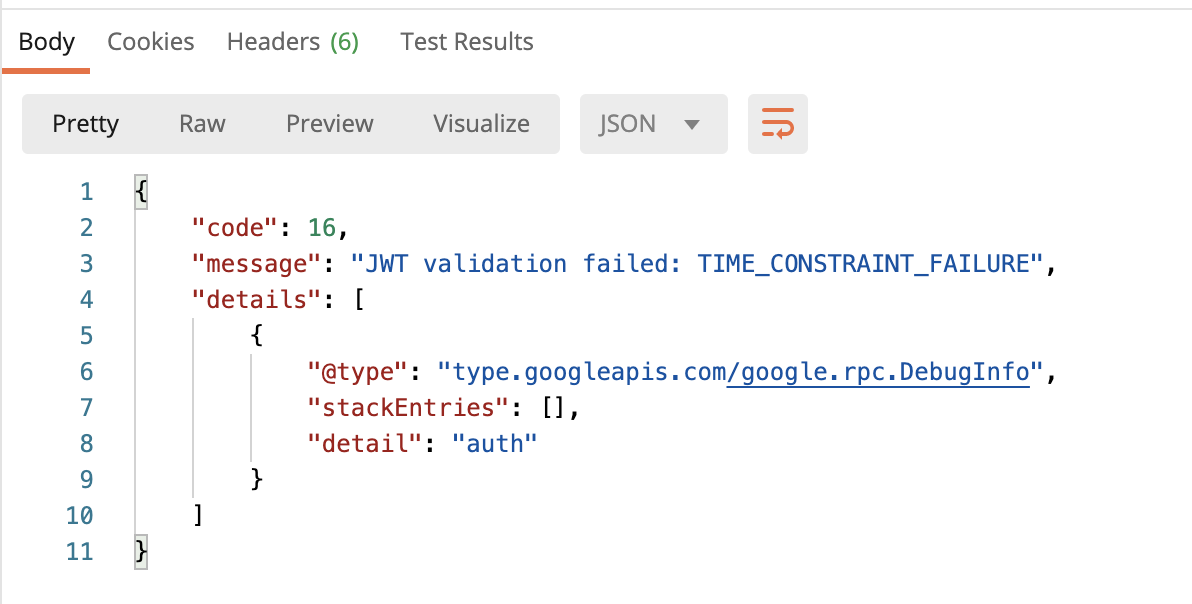 Body Cookies Headers (6) Test Results
Pretty Raw Preview Visualize JSON
1 {
2 "code": 16,
3 "message": "JWT validation failed: TIME_CONSTRAINT_FAILURE",
4 "details": [
5 {
6 "@type": "type.googleapis.com/google.rpc.DebugInfo",
7 "stackEntries": [],
8 "detail": "auth"
9 }
10 ]
11 }